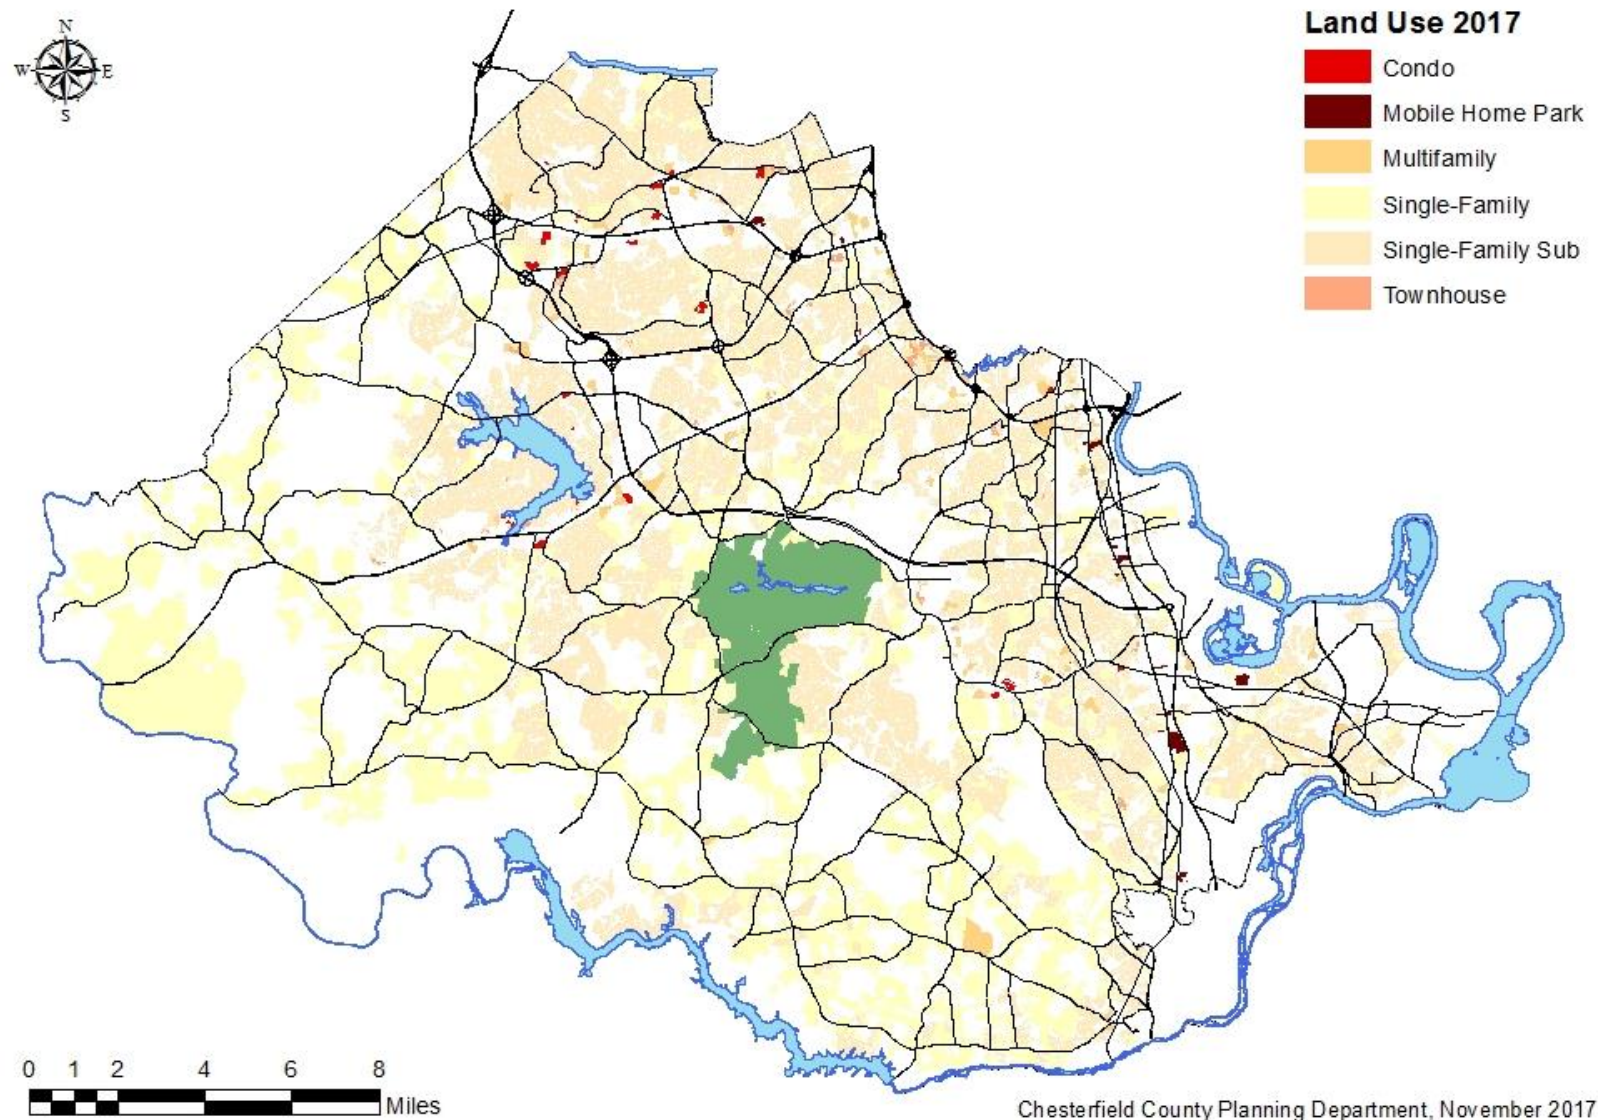 N
W E
S
Land Use 2017
Condo
Mobile Home Park
Multifamily
Single-Family
Single-Family Sub
Townhouse
0 1 2 4 6 8
Miles
Chesterfield County Planning Department, November 2017